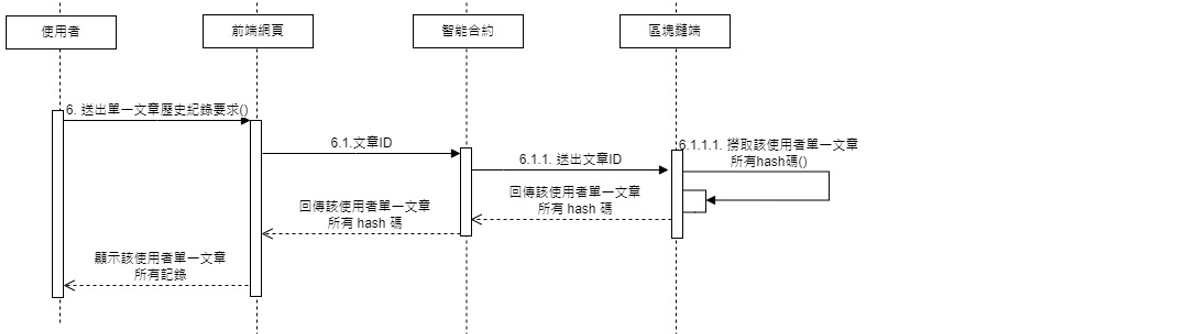 使用者
前端網頁
智能合約
區塊鏈端
6. 送出單一文章歷史紀錄要求()
6.1.文章ID
6.1.1. 送出文章ID
6.1.1.1. 撈取該使用者單一文章
所有hash碼()
回傳該使用者單一文章
所有 hash 碼
回傳該使用者單一文章
所有 hash 碼
顯示該使用者單一文章
所有記錄